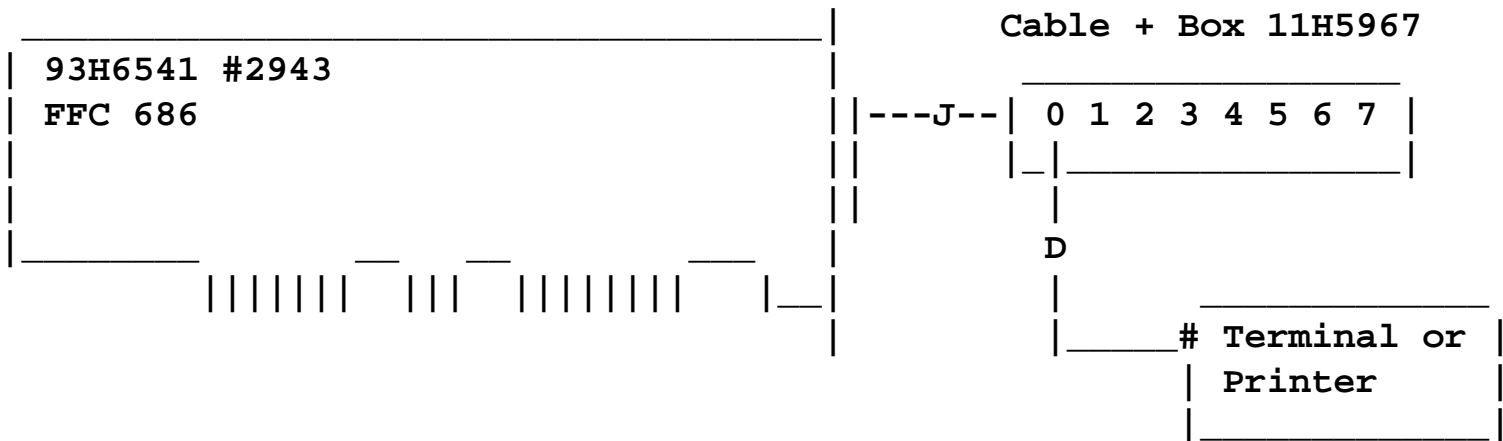 Cable + Box 11H5967
93H6541 #2943
FFC 686
---J--| 0 1 2 3 4 5 6 7 |
D
# Terminal or
Printer